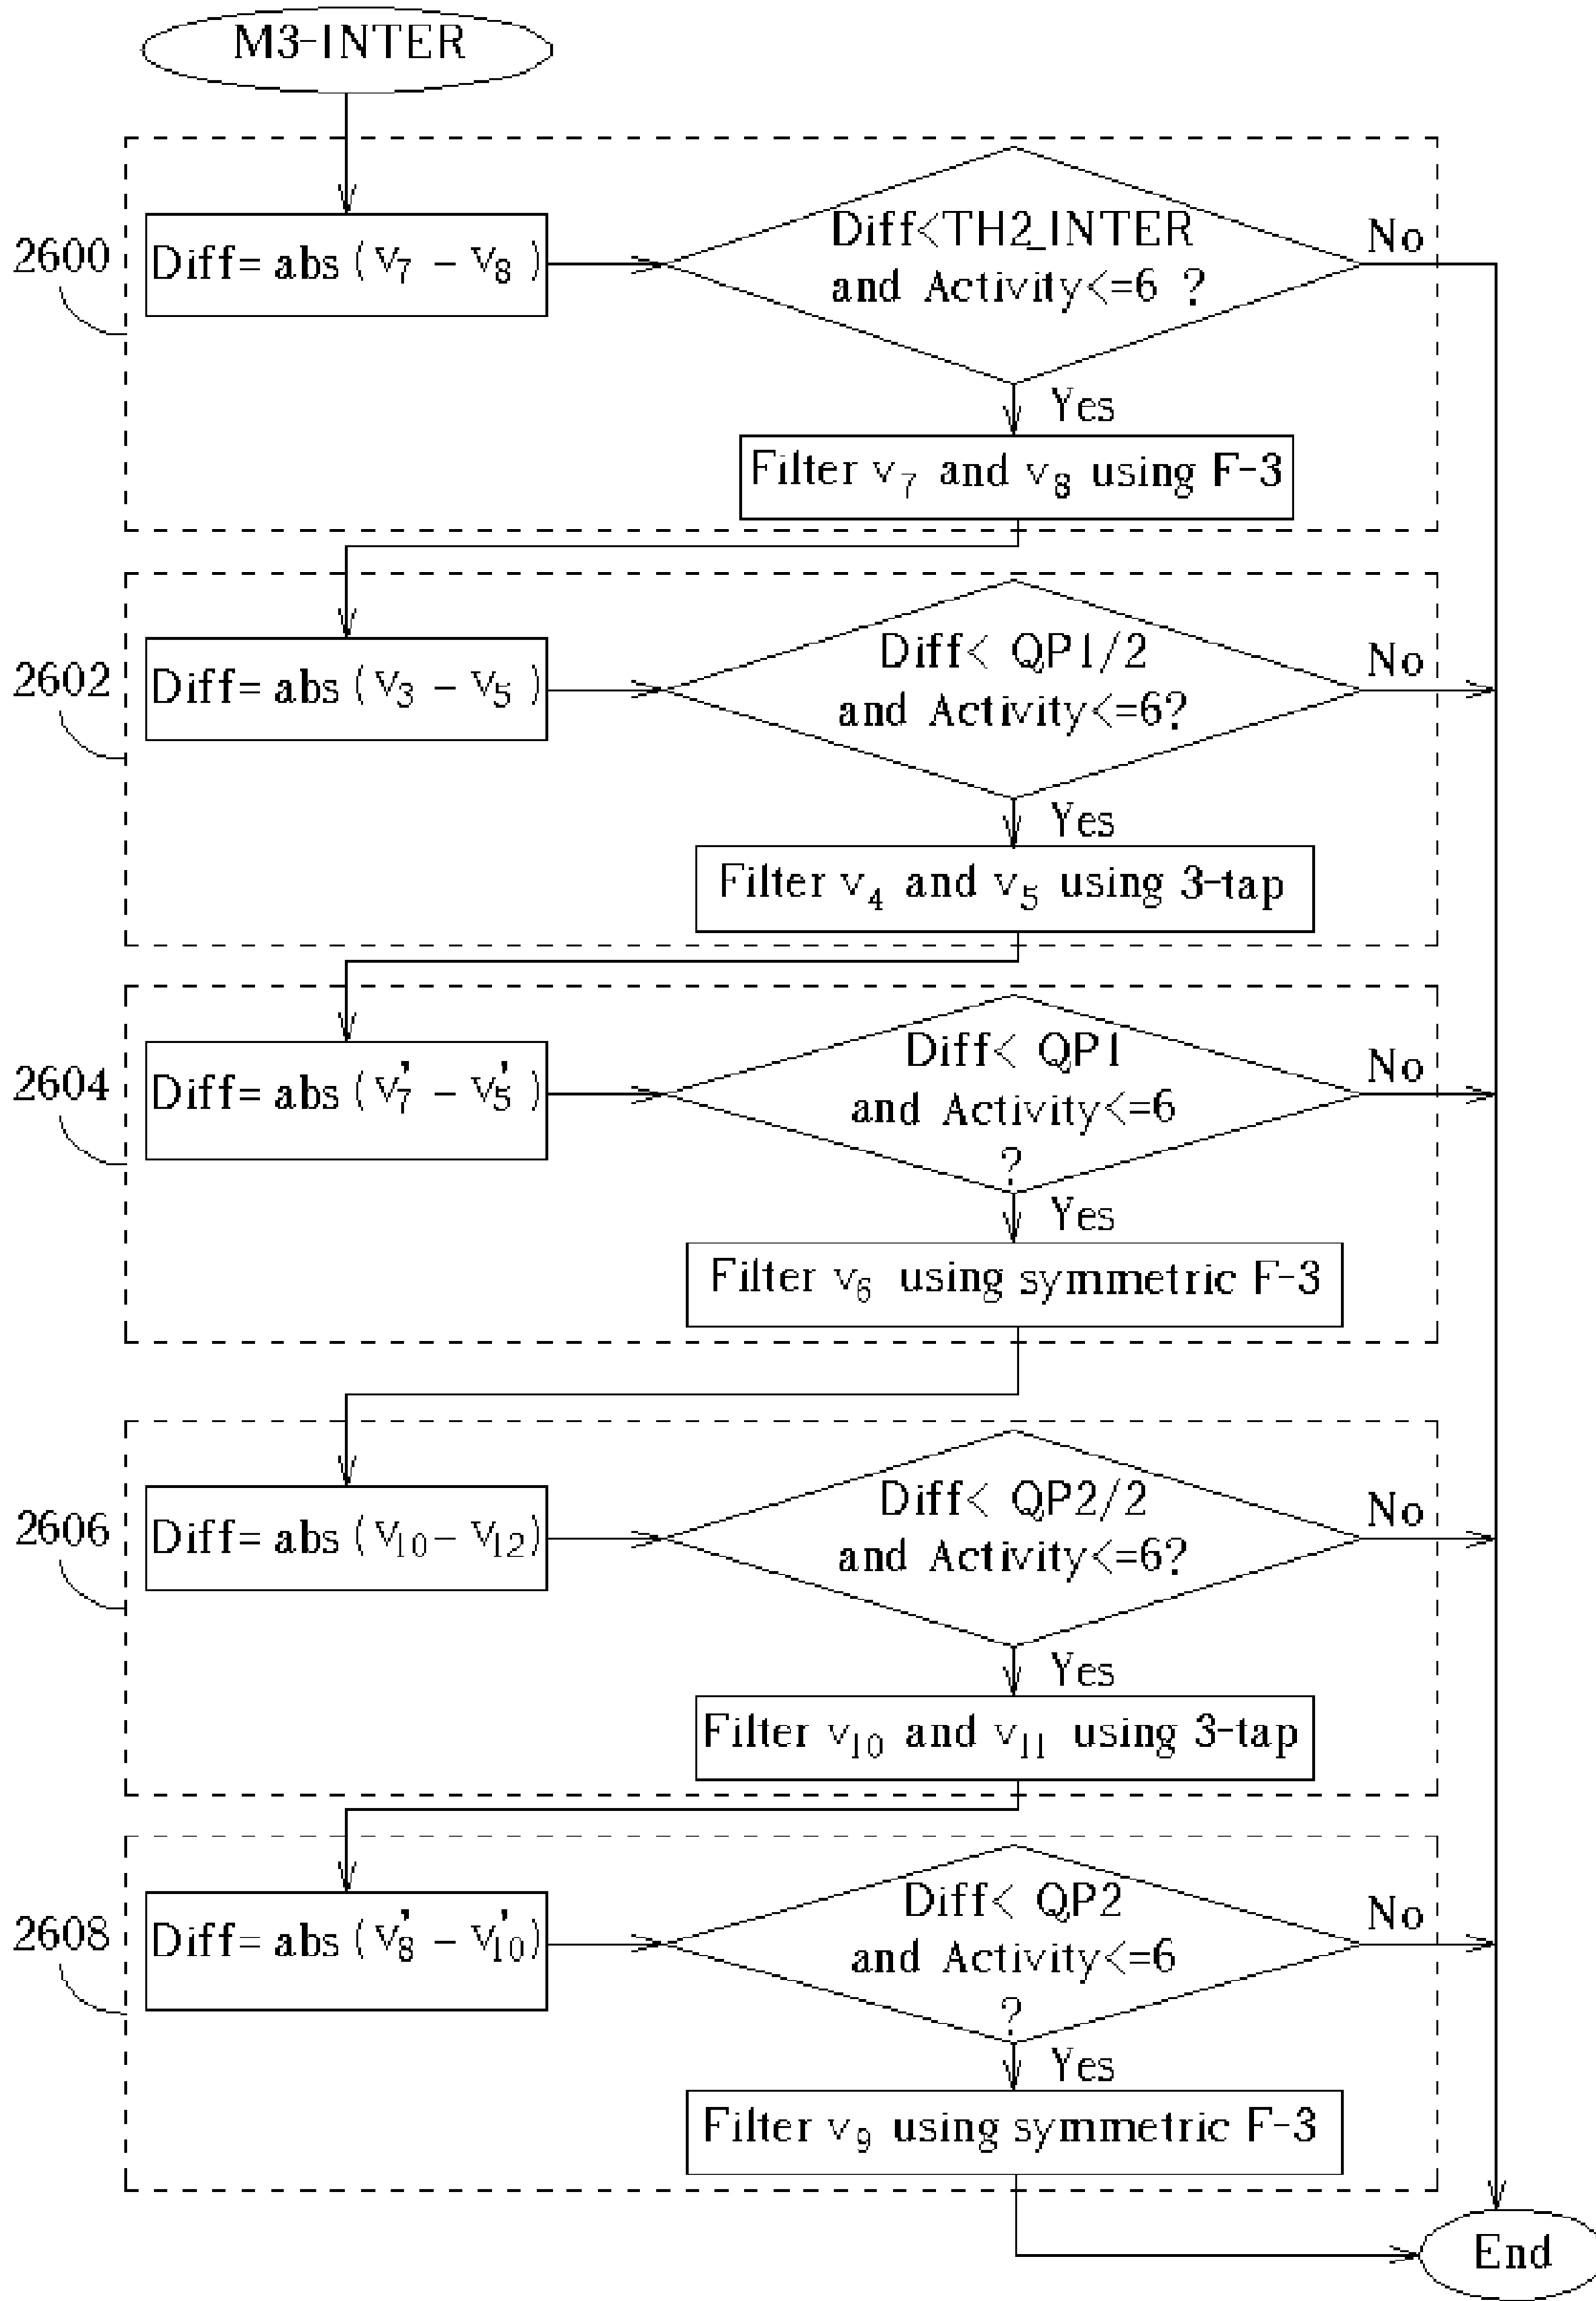 M3-INTER
2600
Diff= abs (v₇ - v₈ )
Diff<TH2_INTER
and Activity<=6 ?
No
Yes
Filter v₇ and v₈ using F-3
2602
Diff= abs (v₃ - v₅ )
Diff< QP1/2
and Activity<=6?
No
Yes
Filter v₄ and v₅ using 3-tap
2604
Diff= abs (v₇' - v₅' )
Diff< QP1
and Activity<=6
?
No
Yes
Filter v₆ using symmetric F-3
2606
Diff= abs (v₁₀ - v₁₂)
Diff< QP2/2
and Activity<=6?
No
Yes
Filter v₁₀ and v₁₁ using 3-tap
2608
Diff= abs (v₈' - v₁₀')
Diff< QP2
and Activity<=6
?
No
Yes
Filter v₉ using symmetric F-3
End